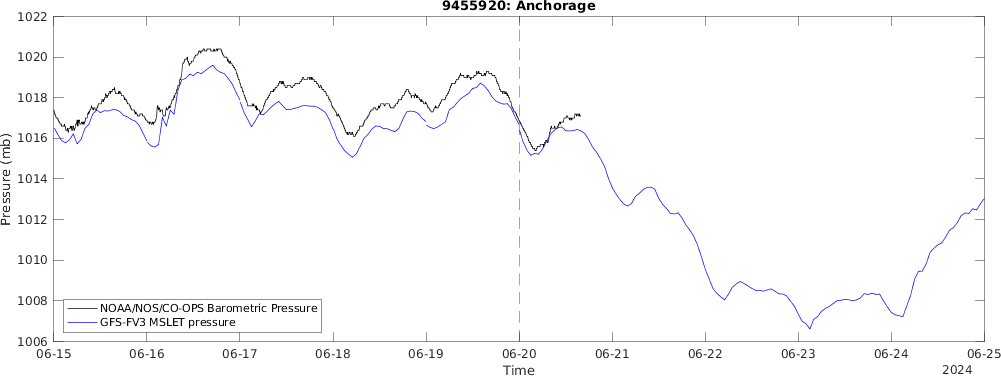 9455920: Anchorage
1022
1020
1018
1016
1014
1012
1010
1008
1006
Pressure (mb)
NOAA/NOS/CO-OPS Barometric Pressure
GFS-FV3 MSLET pressure
06-15 06-16 06-17 06-18 06-19 06-20 06-21 06-22 06-23 06-24 06-25
Time
2024